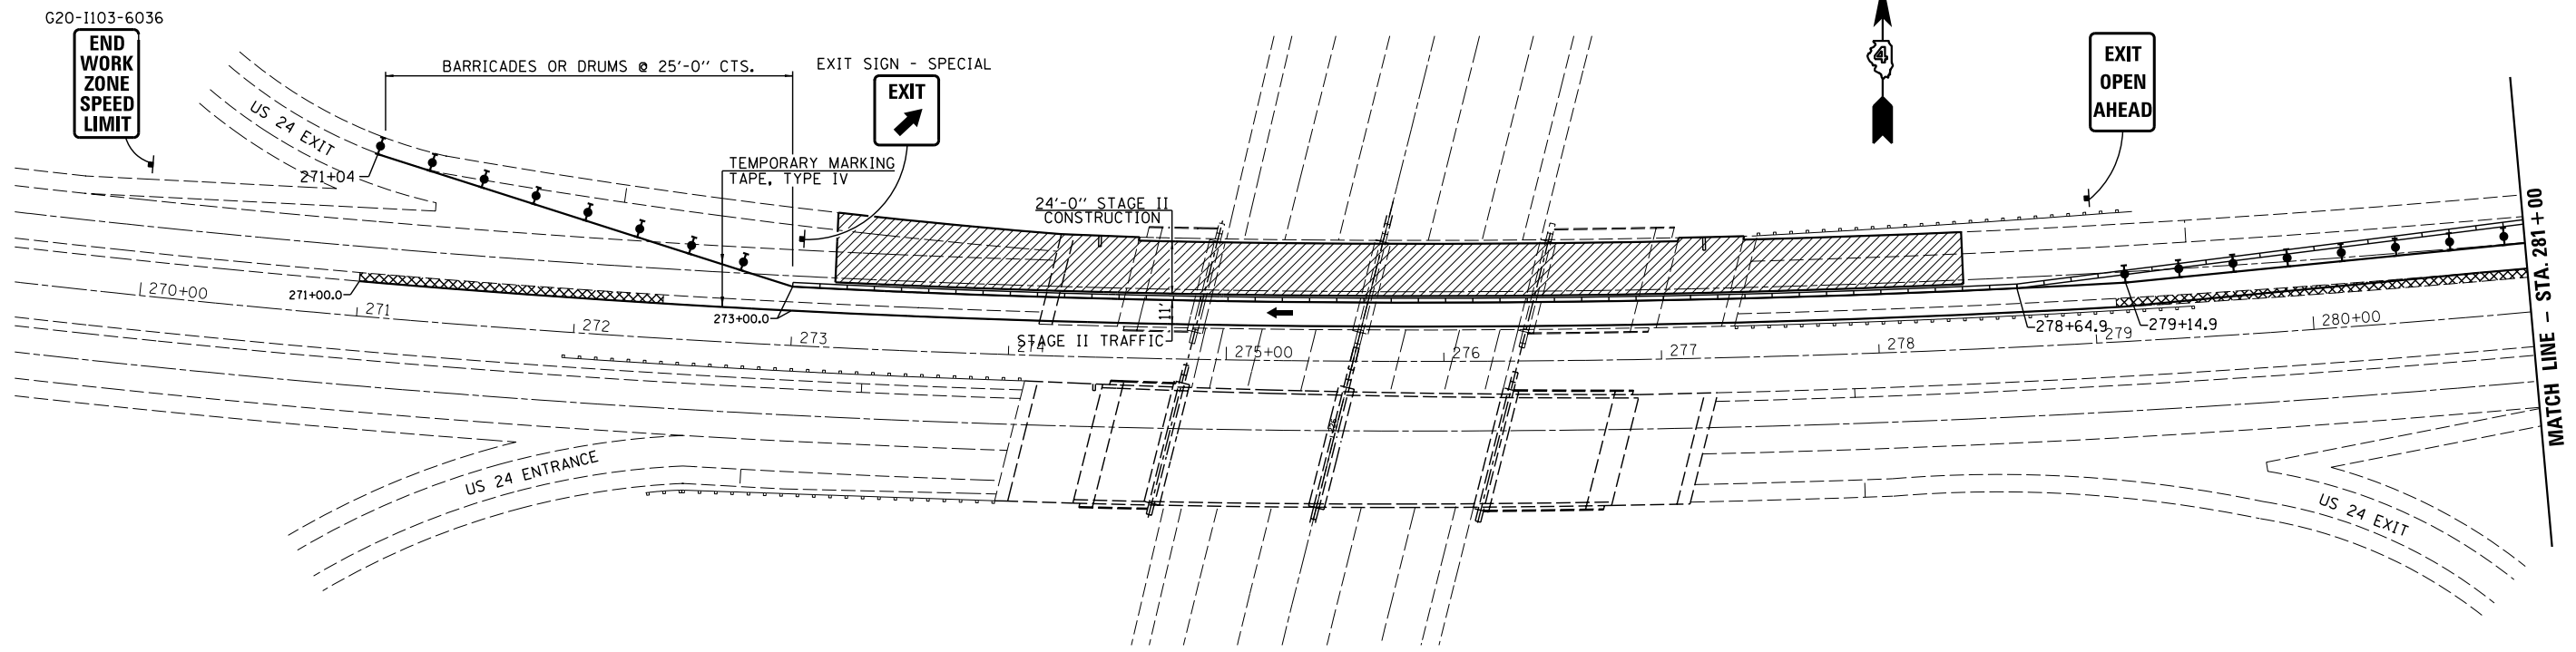 G20-I103-6036
END
WORK
ZONE
SPEED
LIMIT
US 24 EXIT
BARRICADES OR DRUMS @ 25'-0" CTS.
EXIT SIGN - SPECIAL
EXIT
271+04
TEMPORARY MARKING
TAPE, TYPE IV
24'-0" STAGE II
CONSTRUCTION
4
EXIT
OPEN
AHEAD
MATCH LINE - STA. 281+00
270+00
271+00.0
271
272
273+00.0
273
274
11'
STAGE II TRAFFIC
275+00
276
277
278
278+64.9
279
279+14.9
280+00
US 24 ENTRANCE
US 24 EXIT